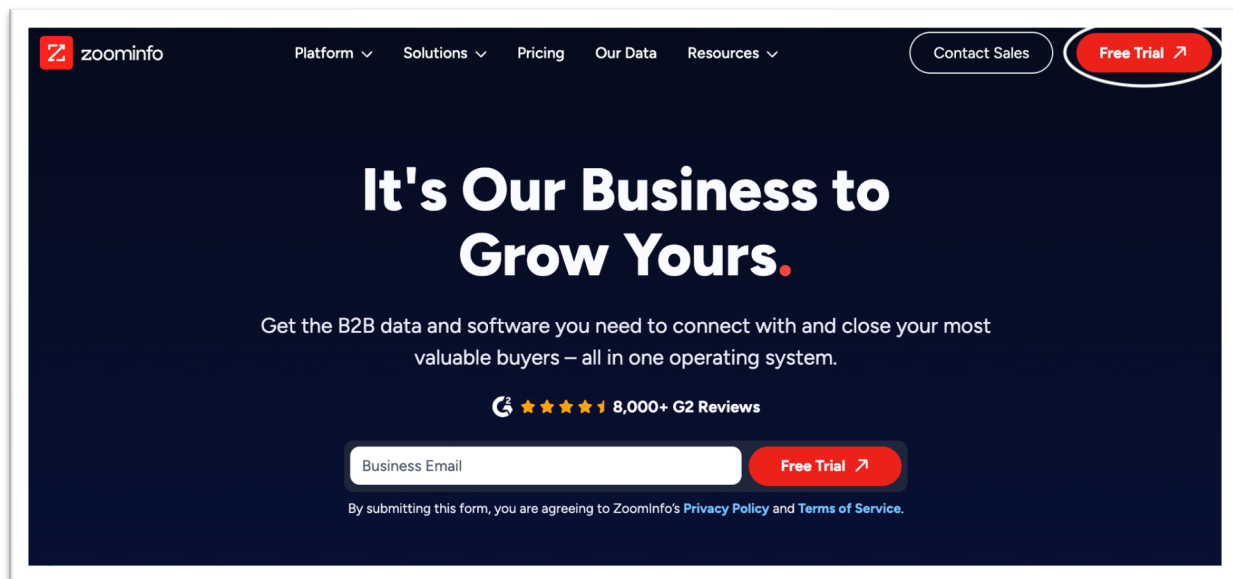 zoominfo
Platform
Solutions
Pricing
Our Data
Resources
Contact Sales
Free Trial
It's Our Business to
Grow Yours.
Get the B2B data and software you need to connect with and close your most
valuable buyers – all in one operating system.
8,000+ G2 Reviews
Business Email
Free Trial
By submitting this form, you are agreeing to ZoomInfo's Privacy Policy and Terms of Service.